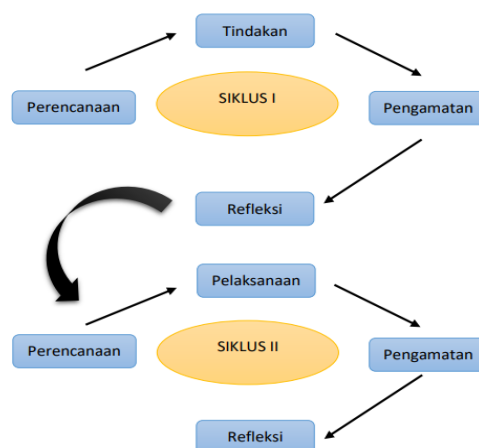 Tindakan
Perencanaan
SIKLUS I
Pengamatan
Refleksi
Pelaksanaan
Perencanaan
SIKLUS II
Pengamatan
Refleksi